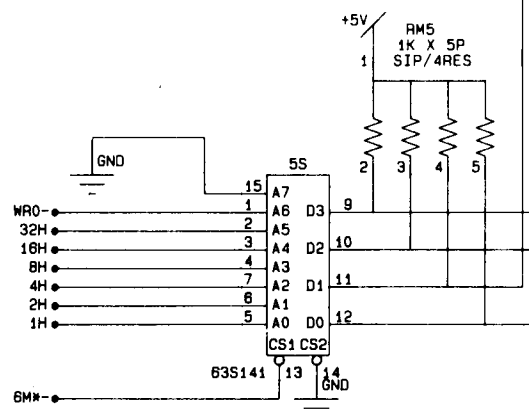 +5V
RM5
1K X 5P
SIP/4RES
1
2 3 4 5
GND
5S
15 A7
WR0- 1 A6 D3 9
32H 2 A5
16H 3 A4 D2 10
8H 4 A3
4H 7 A2 D1 11
2H 6 A1
1H 5 A0 D0 12
CS1 CS2
63S141 13 14
GND
6M*-